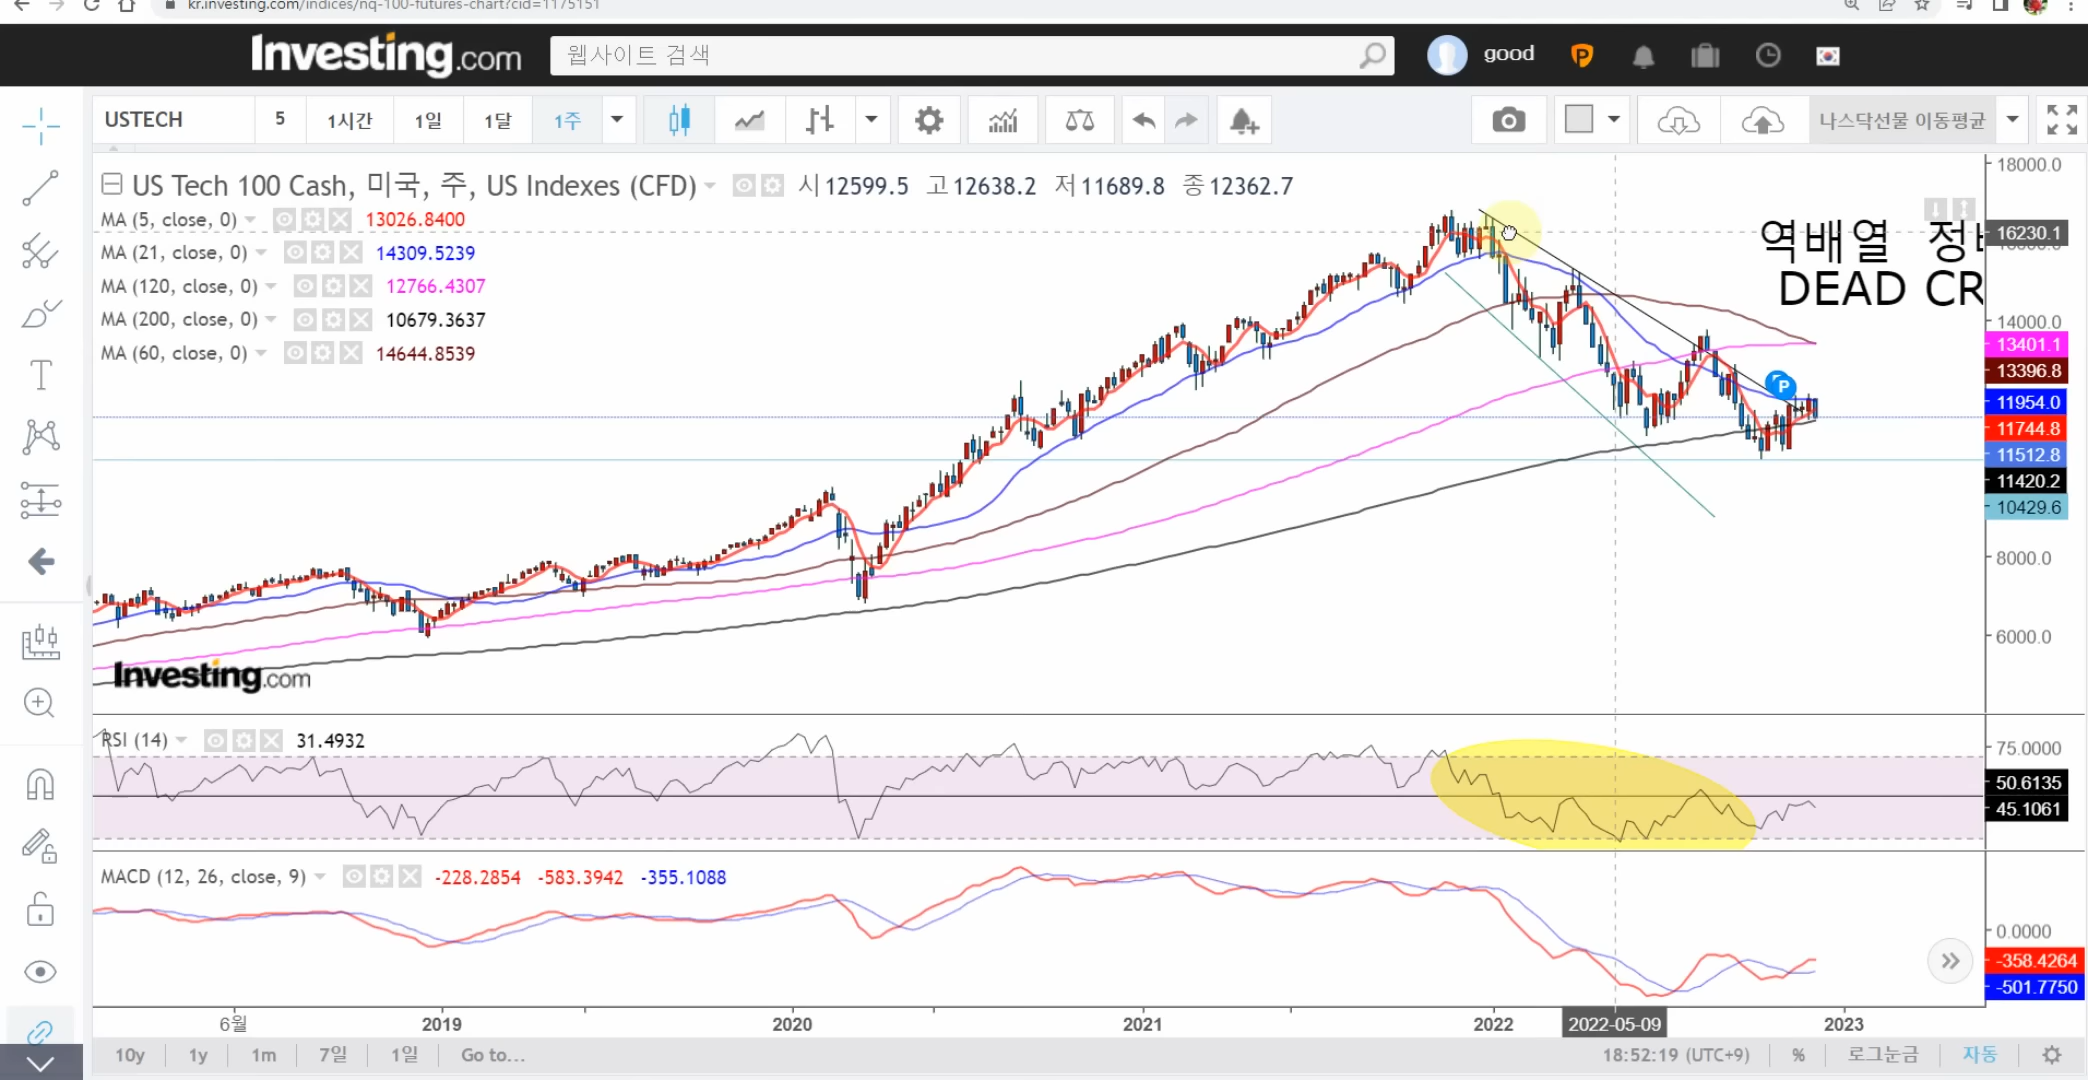 kr.investing.com/indices/nq-100-futures-chart?cid=1175151
Investing.com 웹사이트 검색 good
USTECH 5 1시간 1일 1달 1주 나스닥선물 이동평균
US Tech 100 Cash, 미국, 주, US Indexes (CFD) 시 12599.5 고 12638.2 저 11689.8 종 12362.7
MA (5, close, 0) 13026.8400
MA (21, close, 0) 14309.5239
MA (120, close, 0) 12766.4307
MA (200, close, 0) 10679.3637
MA (60, close, 0) 14644.8539
역배열
DEAD CR
18000.0
16230.1
14000.0
13401.1
13396.8
11954.0
11744.8
11512.8
11420.2
10429.6
8000.0
6000.0
P
Investing.com
RSI (14) 31.4932
75.0000
50.6135
45.1061
MACD (12, 26, close, 9) -228.2854 -583.3942 -355.1088
0.0000
-358.4264
-501.7750
6월 2019 2020 2021 2022 2022-05-09 2023
10y 1y 1m 7일 1일 Go to... 18:52:19 (UTC+9) % 로그눈금 자동